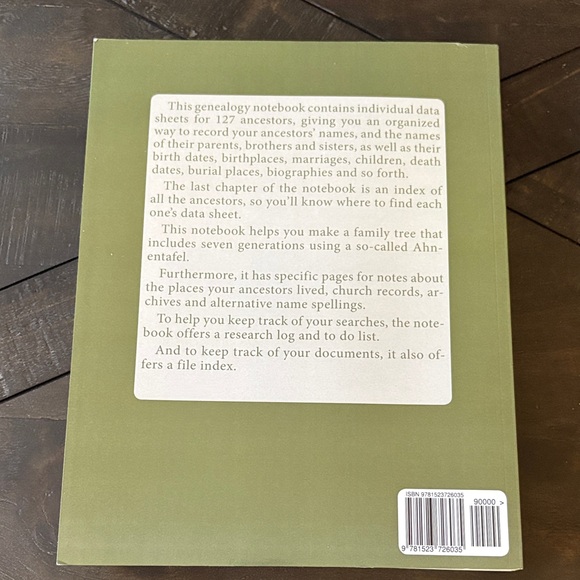 This genealogy notebook contains individual data
sheets for 127 ancestors, giving you an organized
way to record your ancestors' names, and the names
of their parents, brothers and sisters, as well as their
birth dates, birthplaces, marriages, children, death
dates, burial places, biographies and so forth.
The last chapter of the notebook is an index of
all the ancestors, so you'll know where to find each
one's data sheet.
This notebook helps you make a family tree that
includes seven generations using a so-called Ahn-
entafel.
Furthermore, it has specific pages for notes about
the places your ancestors lived, church records, ar-
chives and alternative name spellings.
To help you keep track of your searches, the note-
book offers a research log and to do list.
And to keep track of your documents, it also of-
fers a file index.
ISBN 9781523726035
90000 >
9 781523 726035